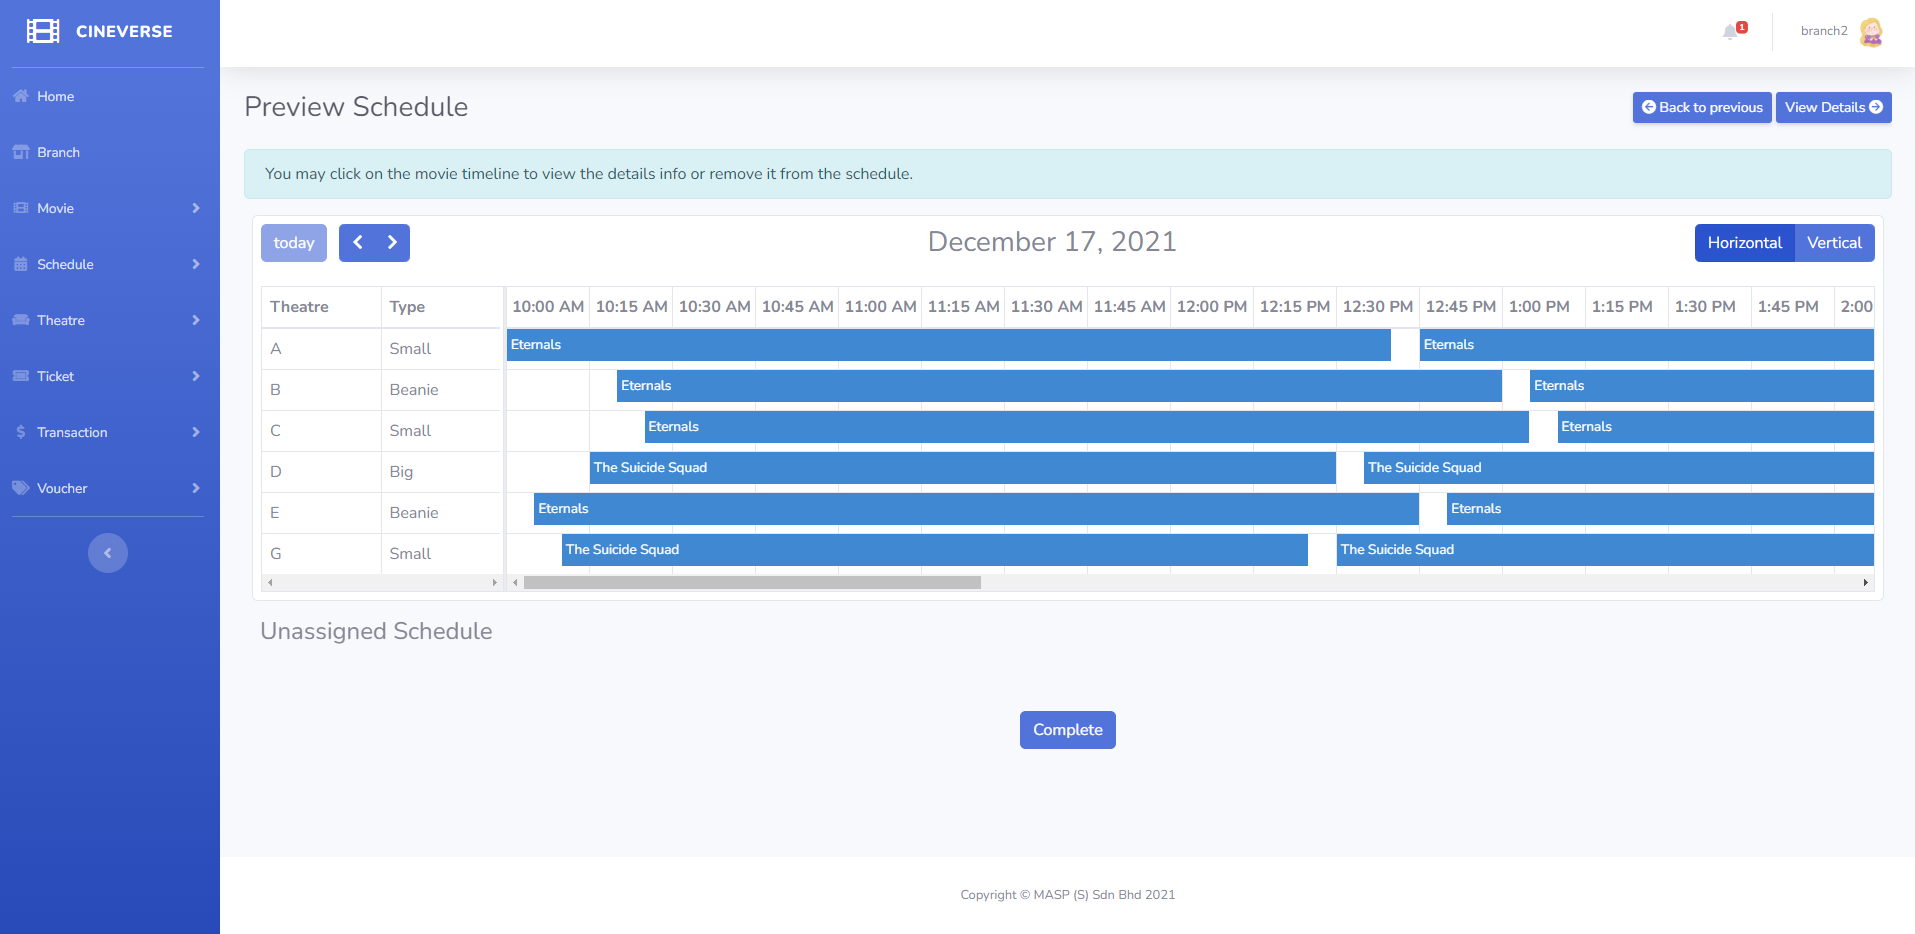 CINEVERSE
1
branch2
Home
Branch
Movie
Schedule
Theatre
Ticket
Transaction
Voucher
Preview Schedule
Back to previous
View Details
You may click on the movie timeline to view the details info or remove it from the schedule.
today
December 17, 2021
Horizontal Vertical
Theatre Type 10:00 AM 10:15 AM 10:30 AM 10:45 AM 11:00 AM 11:15 AM 11:30 AM 11:45 AM 12:00 PM 12:15 PM 12:30 PM 12:45 PM 1:00 PM 1:15 PM 1:30 PM 1:45 PM 2:00
A Small Eternals Eternals
B Beanie Eternals Eternals
C Small Eternals Eternals
D Big The Suicide Squad The Suicide Squad
E Beanie Eternals Eternals
G Small The Suicide Squad The Suicide Squad
Unassigned Schedule
Complete
Copyright © MASP (S) Sdn Bhd 2021